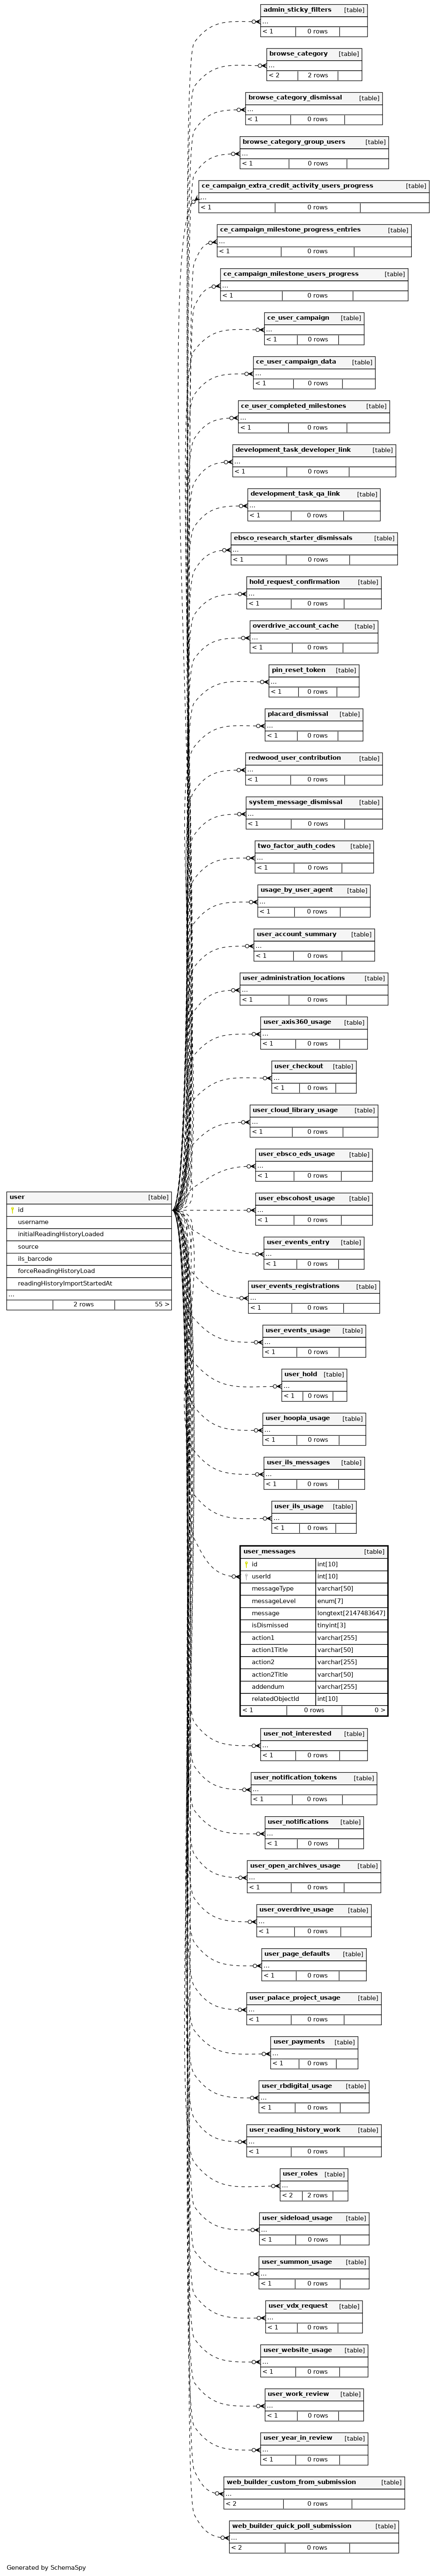 admin_sticky_filters [table]
...
< 1 0 rows
browse_category [table]
...
< 2 2 rows
browse_category_dismissal [table]
...
< 1 0 rows
browse_category_group_users [table]
...
< 1 0 rows
ce_campaign_extra_credit_activity_users_progress [table]
...
< 1 0 rows
ce_campaign_milestone_progress_entries [table]
...
< 1 0 rows
ce_campaign_milestone_users_progress [table]
...
< 1 0 rows
ce_user_campaign [table]
...
< 1 0 rows
ce_user_campaign_data [table]
...
< 1 0 rows
ce_user_completed_milestones [table]
...
< 1 0 rows
development_task_developer_link [table]
...
< 1 0 rows
development_task_qa_link [table]
...
< 1 0 rows
ebsco_research_starter_dismissals [table]
...
< 1 0 rows
hold_request_confirmation [table]
...
< 1 0 rows
overdrive_account_cache [table]
...
< 1 0 rows
pin_reset_token [table]
...
< 1 0 rows
placard_dismissal [table]
...
< 1 0 rows
redwood_user_contribution [table]
...
< 1 0 rows
system_message_dismissal [table]
...
< 1 0 rows
two_factor_auth_codes [table]
...
< 1 0 rows
usage_by_user_agent [table]
...
< 1 0 rows
user_account_summary [table]
...
< 1 0 rows
user_administration_locations [table]
...
< 1 0 rows
user_axis360_usage [table]
...
< 1 0 rows
user_checkout [table]
...
< 1 0 rows
user_cloud_library_usage [table]
...
< 1 0 rows
user_ebsco_eds_usage [table]
...
< 1 0 rows
user [table]
id
username
initialReadingHistoryLoaded
source
ils_barcode
forceReadingHistoryLoad
readingHistoryImportStartedAt
...
2 rows 55 >
user_ebscohost_usage [table]
...
< 1 0 rows
user_events_entry [table]
...
< 1 0 rows
user_events_registrations [table]
...
< 1 0 rows
user_events_usage [table]
...
< 1 0 rows
user_hold [table]
...
< 1 0 rows
user_hoopla_usage [table]
...
< 1 0 rows
user_ils_messages [table]
...
< 1 0 rows
user_ils_usage [table]
...
< 1 0 rows
user_messages [table]
id int[10]
userId int[10]
messageType varchar[50]
messageLevel enum[7]
message longtext[2147483647]
isDismissed tinyint[3]
action1 varchar[255]
action1Title varchar[50]
action2 varchar[255]
action2Title varchar[50]
addendum varchar[255]
relatedObjectId int[10]
< 1 0 rows 0 >
user_not_interested [table]
...
< 1 0 rows
user_notification_tokens [table]
...
< 1 0 rows
user_notifications [table]
...
< 1 0 rows
user_open_archives_usage [table]
...
< 1 0 rows
user_overdrive_usage [table]
...
< 1 0 rows
user_page_defaults [table]
...
< 1 0 rows
user_palace_project_usage [table]
...
< 1 0 rows
user_payments [table]
...
< 1 0 rows
user_rbdigital_usage [table]
...
< 1 0 rows
user_reading_history_work [table]
...
< 1 0 rows
user_roles [table]
...
< 2 2 rows
user_sideload_usage [table]
...
< 1 0 rows
user_summon_usage [table]
...
< 1 0 rows
user_vdx_request [table]
...
< 1 0 rows
user_website_usage [table]
...
< 1 0 rows
user_work_review [table]
...
< 1 0 rows
user_year_in_review [table]
...
< 1 0 rows
web_builder_custom_from_submission [table]
...
< 2 0 rows
web_builder_quick_poll_submission [table]
...
< 2 0 rows
Generated by SchemaSpy